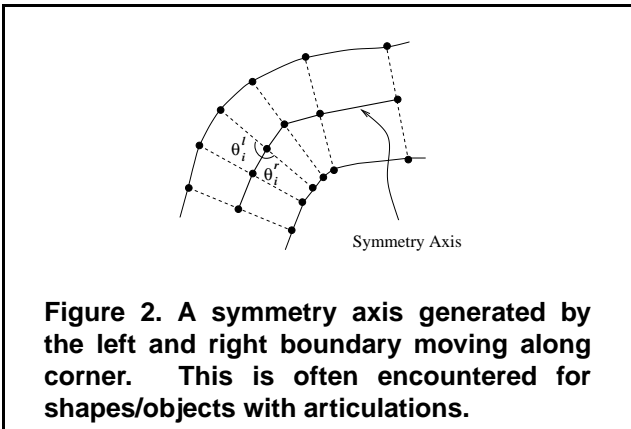 θ_i^l
θ_i^r
Symmetry Axis
Figure 2. A symmetry axis generated by
the left and right boundary moving along
corner. This is often encountered for
shapes/objects with articulations.